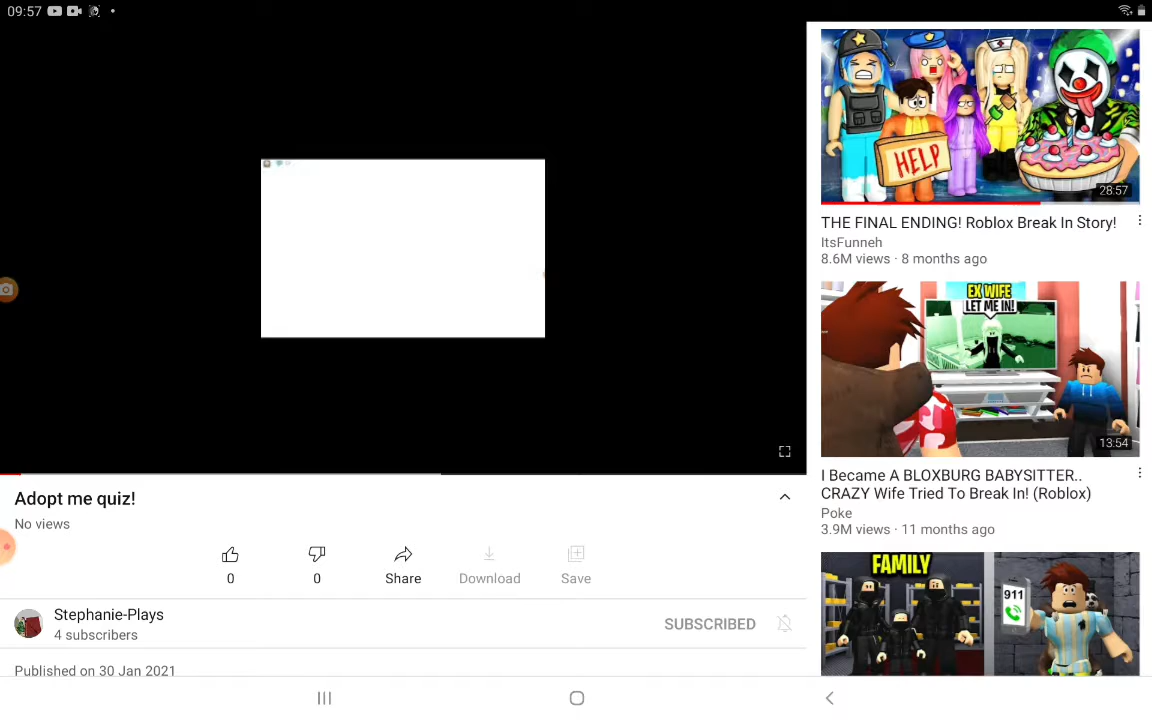 09:57
HELP
28:57
THE FINAL ENDING! Roblox Break In Story!
ItsFunneh
8.6M views · 8 months ago
EX WIFE
LET ME IN!
13:54
I Became A BLOXBURG BABYSITTER..
CRAZY Wife Tried To Break In! (Roblox)
Poke
3.9M views · 11 months ago
FAMILY
911
Adopt me quiz!
No views
0
0
Share
Download
Save
Stephanie-Plays
4 subscribers
SUBSCRIBED
Published on 30 Jan 2021